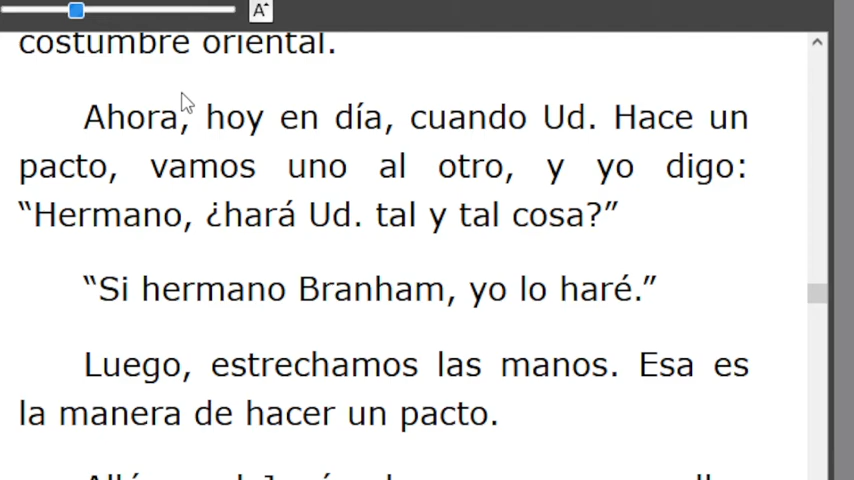 A
costumbre oriental.
Ahora, hoy en día, cuando Ud. Hace un
pacto, vamos uno al otro, y yo digo:
“Hermano, ¿hará Ud. tal y tal cosa?”
“Si hermano Branham, yo lo haré.”
Luego, estrechamos las manos. Esa es
la manera de hacer un pacto.